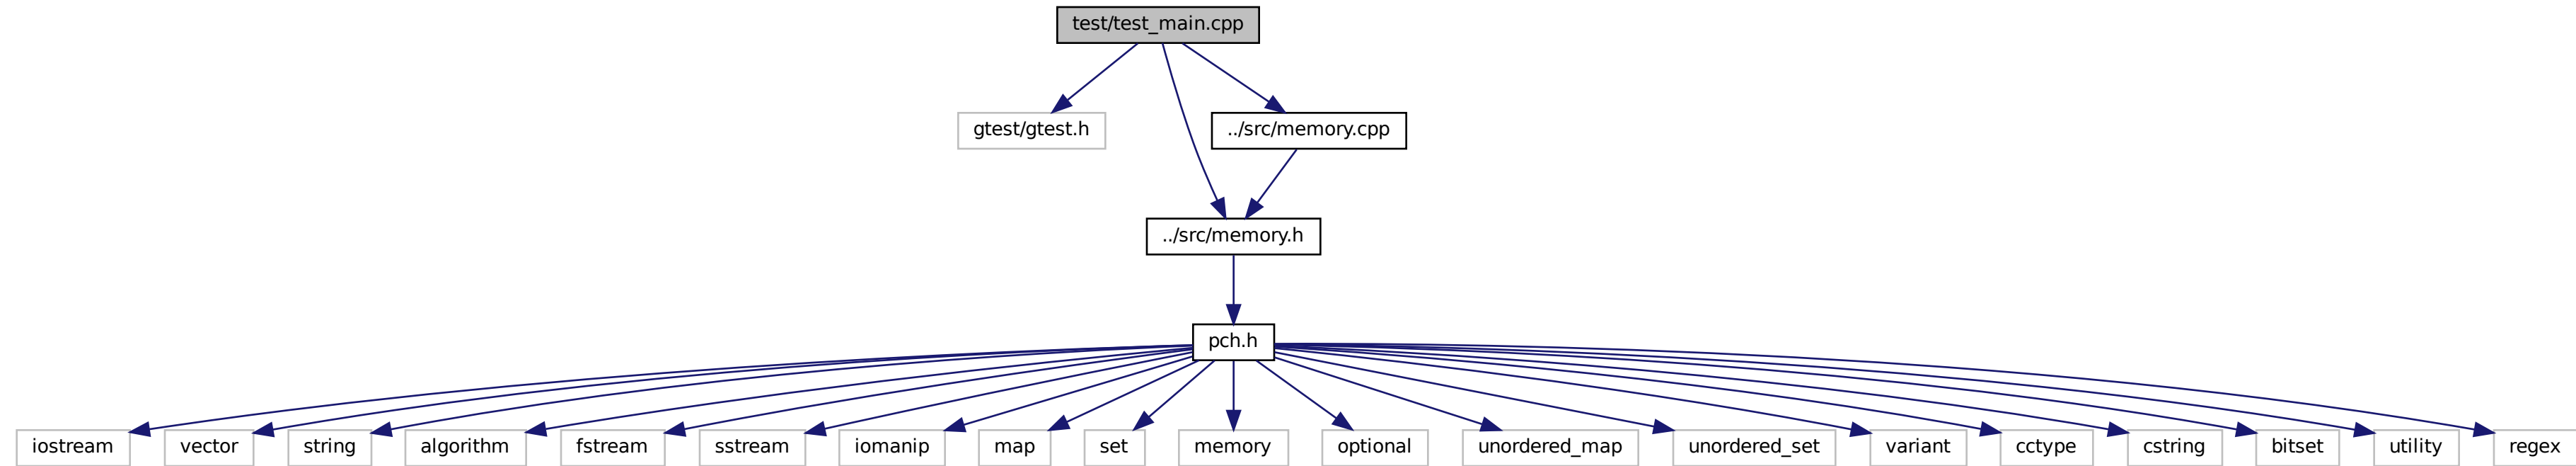 test/test_main.cpp
gtest/gtest.h
../src/memory.cpp
../src/memory.h
pch.h
iostream
vector
string
algorithm
fstream
sstream
iomanip
map
set
memory
optional
unordered_map
unordered_set
variant
cctype
cstring
bitset
utility
regex